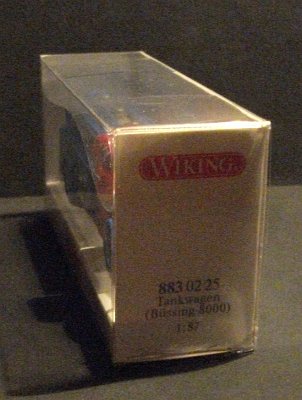 WIKING
883 02 25
Tankwagen
(Büssing 8000)
1:87